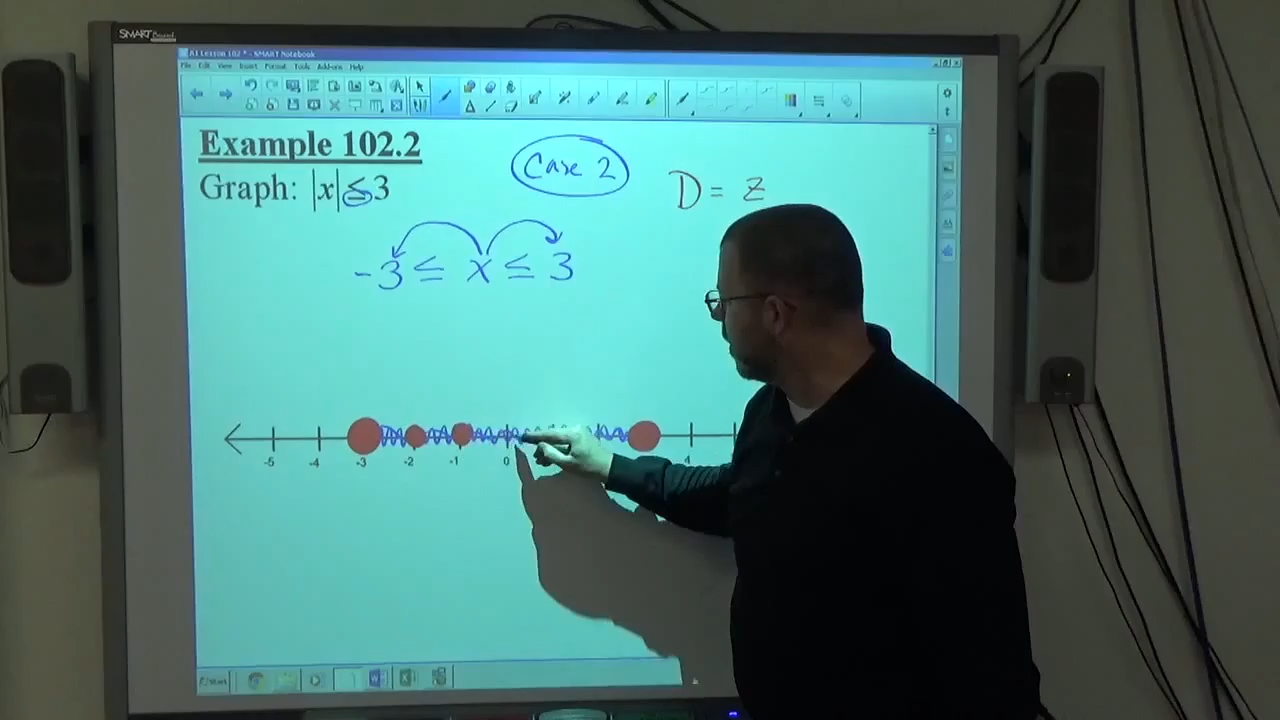 SMART Board
A1 Lesson 102 * - SMART Notebook
File Edit View Insert Format Tools Add-ons Help
Example 102.2
Case 2
Graph: |x| ≤ 3
D = Z
-3 ≤ x ≤ 3
-5 -4 -3 -2 -1 0 4
Start